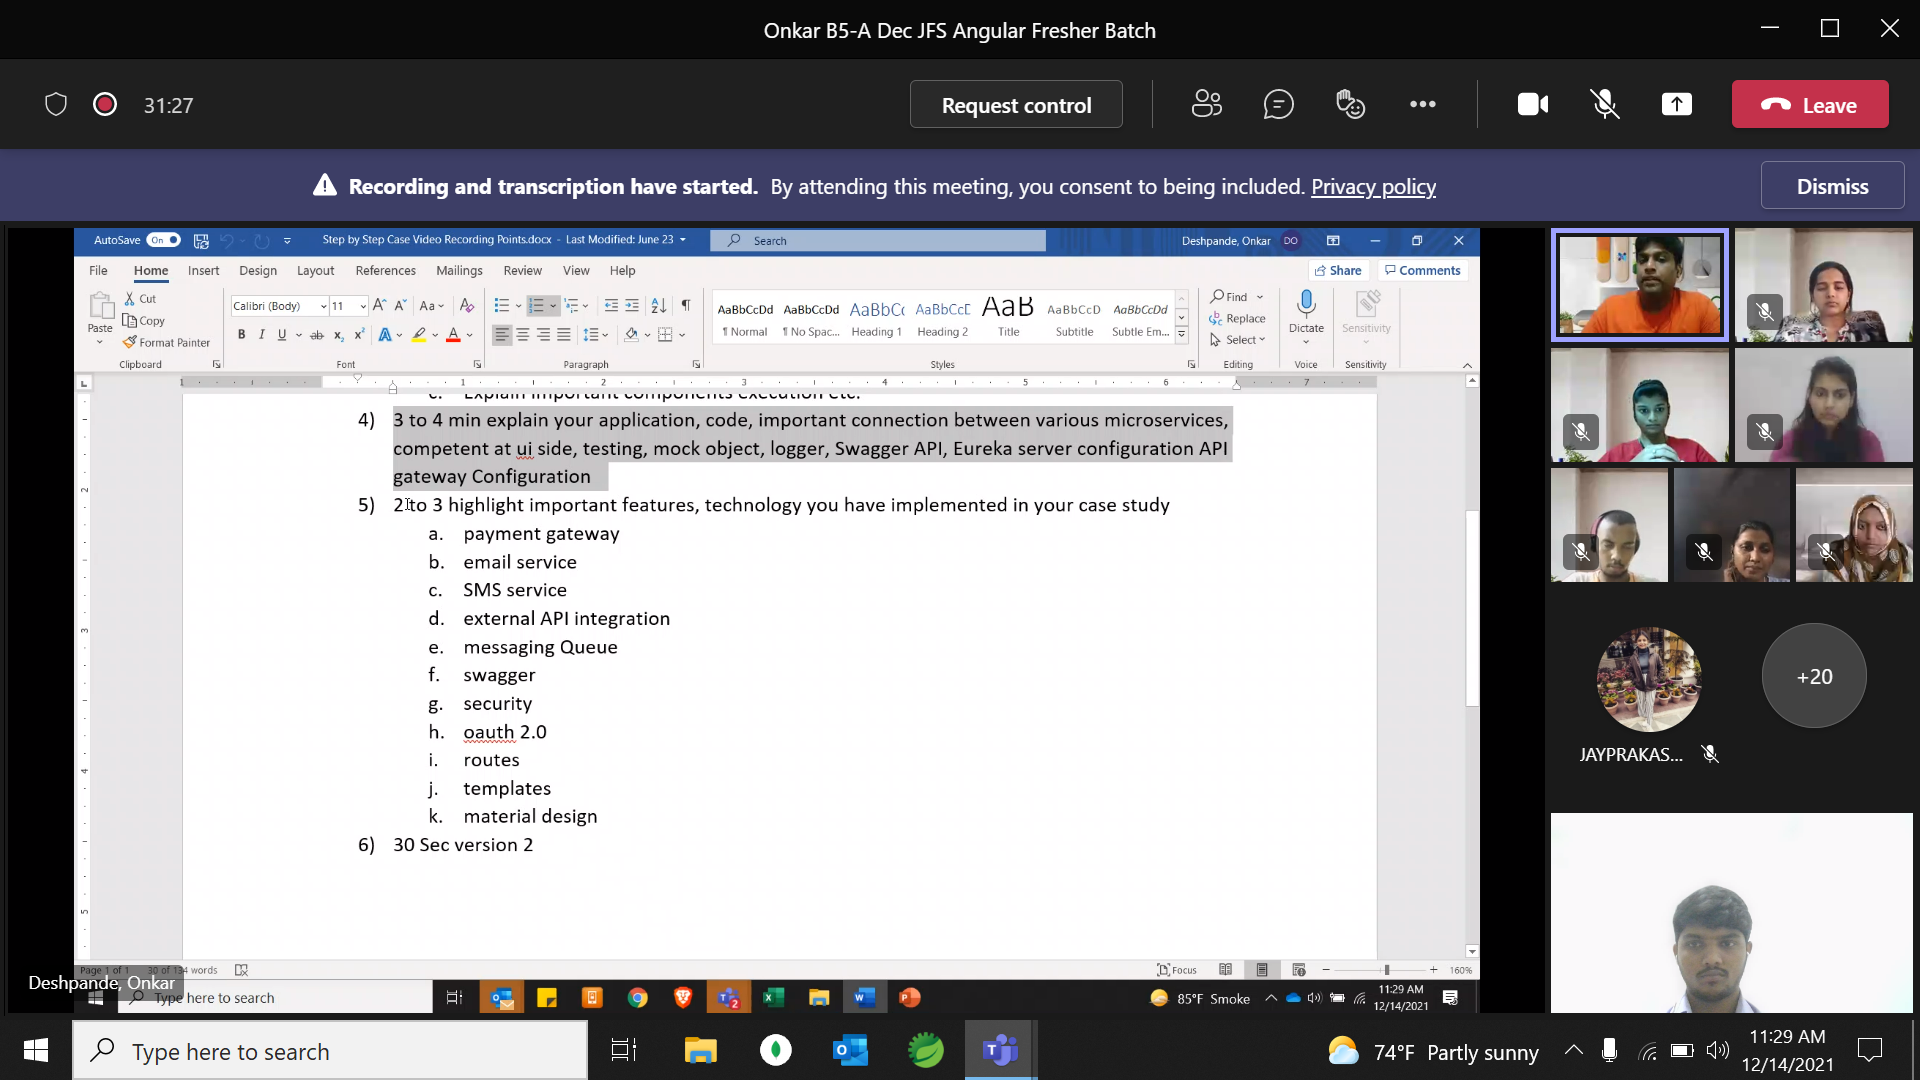 Onkar B5-A Dec JFS Angular Fresher Batch
31:27
Request control
Leave
Recording and transcription have started. By attending this meeting, you consent to being included. Privacy policy
Dismiss
AutoSave On
Step by Step Case Video Recording Points.docx - Last Modified: June 23
Search
Deshpande, Onkar DO
File Home Insert Design Layout References Mailings Review View Help
Share Comments
Paste
Cut
Copy
Format Painter
Calibri (Body) 11
AaBbCcDd AaBbCcDd AaBbCc AaBbCcE AaB AaBbCcD AaBbCcDd
¶ Normal ¶ No Spac... Heading 1 Heading 2 Title Subtitle Subtle Em...
Find
Replace
Select
Dictate
Sensitivity
Clipboard Font Paragraph Styles Editing Voice Sensitivity
c. Explain important components execution etc.
4) 3 to 4 min explain your application, code, important connection between various microservices,
competent at ui side, testing, mock object, logger, Swagger API, Eureka server configuration API
gateway Configuration
5) 2 to 3 highlight important features, technology you have implemented in your case study
a. payment gateway
b. email service
c. SMS service
d. external API integration
e. messaging Queue
f. swagger
g. security
h. oauth 2.0
i. routes
j. templates
k. material design
6) 30 Sec version 2
Page 1 of 1 30 of 134 words
Focus
160%
Deshpande, Onkar
Type here to search
85°F Smoke
11:29 AM
12/14/2021
JAYPRAKAS...
+20
Type here to search
74°F Partly sunny
11:29 AM
12/14/2021